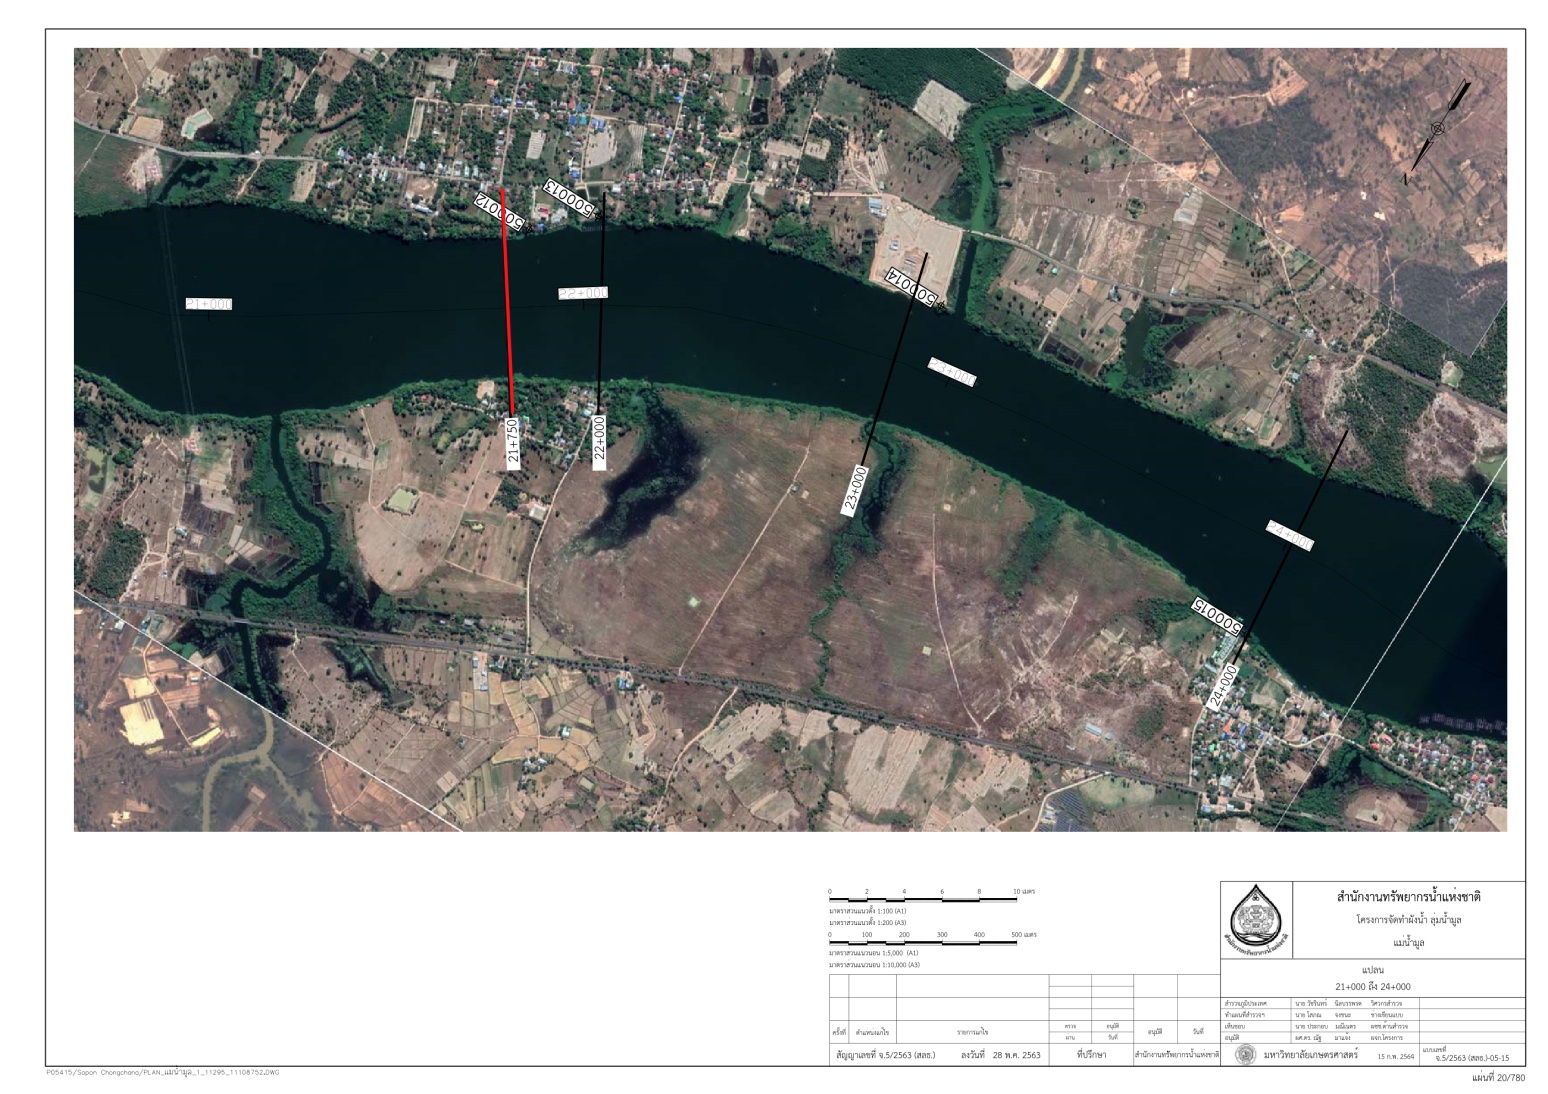 500012
500013
500014
500015
21+000
22+000
23+000
24+000
21+750
22+000
23+000
24+000
0 2 4 6 8 10 เมตร
มาตราส่วนแนวตั้ง 1:100 (A1)
มาตราส่วนแนวตั้ง 1:200 (A3)
0 100 200 300 400 500 เมตร
มาตราส่วนแนวนอน 1:5,000 (A1)
มาตราส่วนแนวนอน 1:10,000 (A3)
สำนักงานทรัพยากรน้ำแห่งชาติ
โครงการจัดทำผังน้ำ ลุ่มน้ำมูล
แม่น้ำมูล
แปลน
21+000 ถึง 24+000
สำรวจภูมิประเทศ นาย วัชรินทร์ นิลบรรพต วิศวกรสำรวจ
ทำแผนที่สำรวจฯ นาย โสภณ จงชนะ ช่างเขียนแบบ
เห็นชอบ นาย ประกอบ มณีเนตร ผชช.ด้านสำรวจ
อนุมัติ ผศ.ดร. ณัฐ มาแจ้ง ผจก.โครงการ
ครั้งที่ ตำแหน่งแก้ไข รายการแก้ไข ตรวจ อนุมัติ อนุมัติ วันที่
นาม วันที่
สัญญาเลขที่ จ.5/2563 (สสธ.) ลงวันที่ 28 พ.ค. 2563 ที่ปรึกษา สำนักงานทรัพยากรน้ำแห่งชาติ
มหาวิทยาลัยเกษตรศาสตร์ 15 ก.พ. 2564 แบบเลขที่
จ.5/2563 (สสธ.)-05-15
P05415/Sopon Chongchana/PLAN_แม่น้ำมูล_1_11295_11108752.DWG
แผ่นที่ 20/780